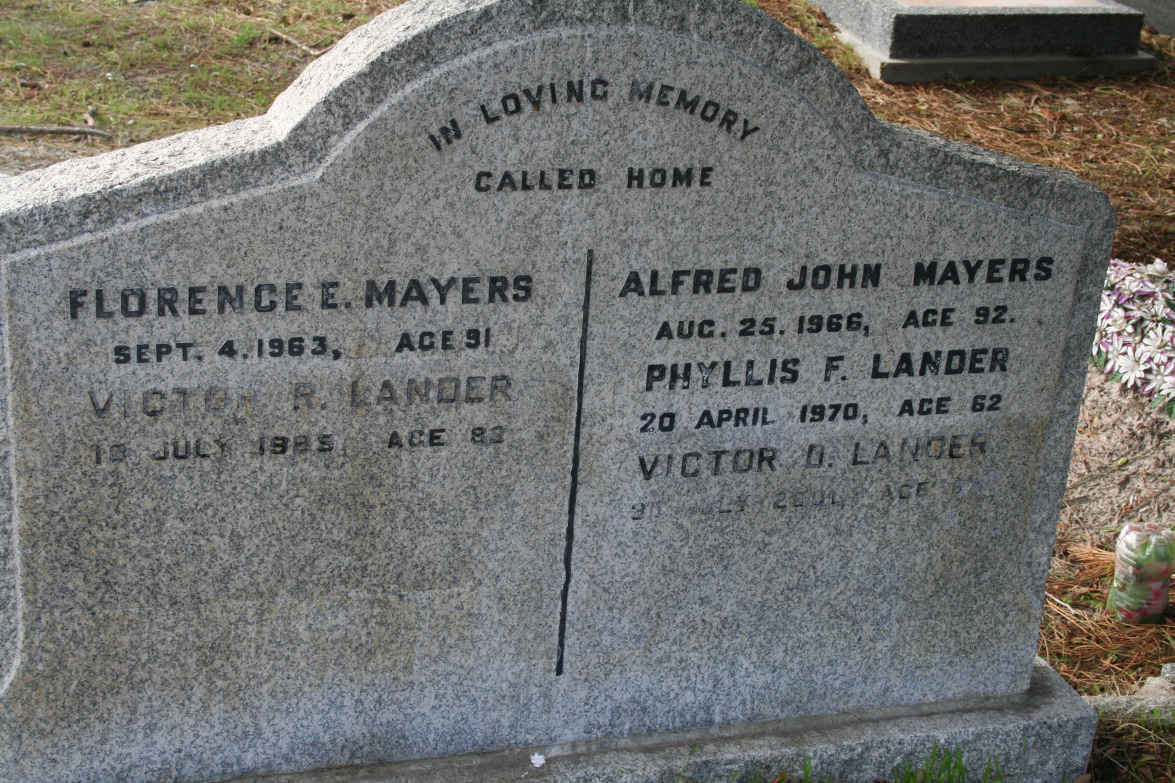 IN LOVING MEMORY
CALLED HOME
FLORENCE E. MAYERS
SEPT. 4. 1963, AGE 91
VICTOR R. LANDER
JULY AGE
ALFRED JOHN MAYERS
AUG. 25. 1966, AGE 92.
PHYLLIS F. LANDER
20 APRIL 1970, AGE 62
VICTOR D. LANDER
AGE